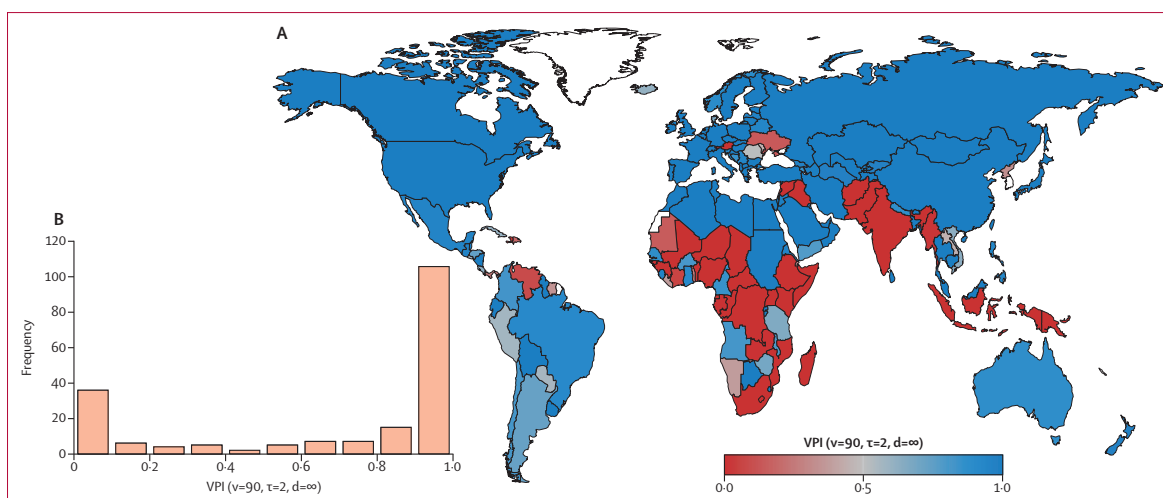 A
B
120
100
80
60
40
20
0
Frequency
0 0·2 0·4 0·6 0·8 1·0
VPI (v=90, τ=2, d=∞)
VPI (v=90, τ=2, d=∞)
0·0 0·5 1·0